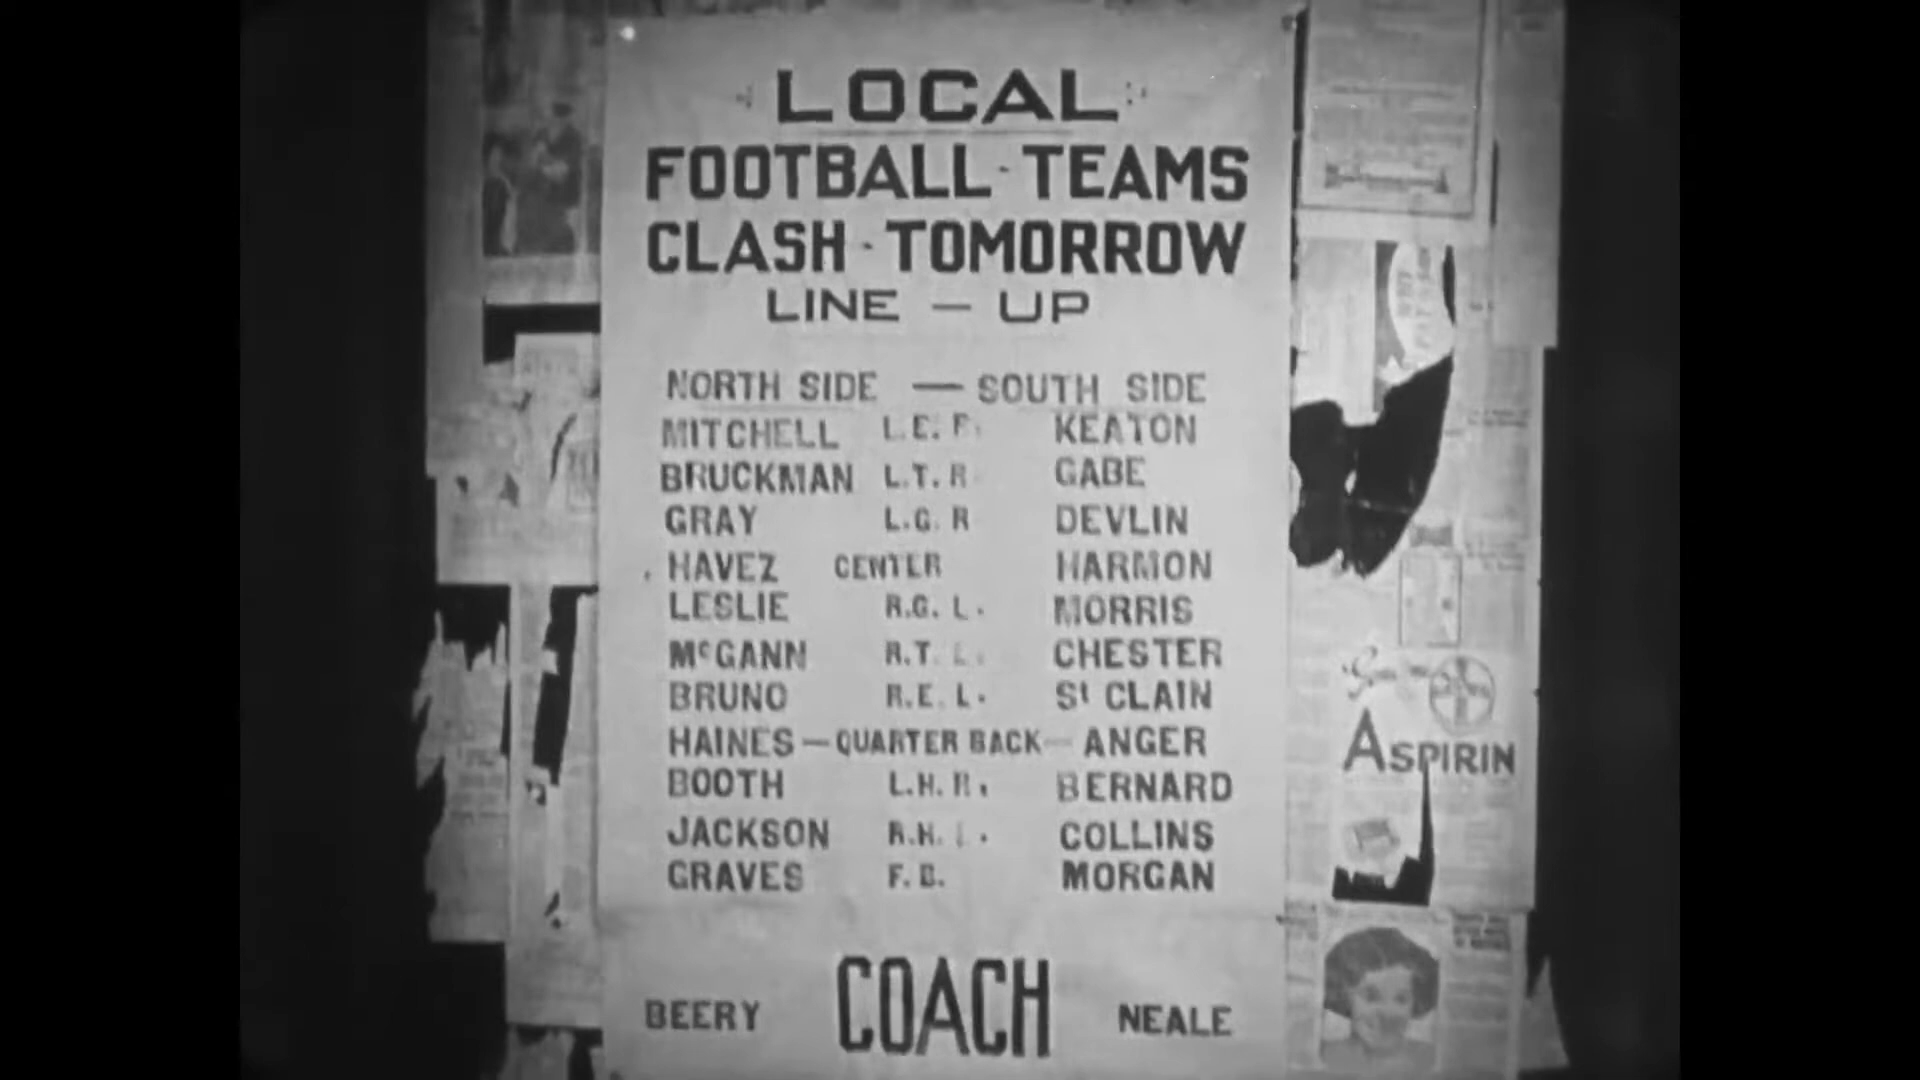 LOCAL
FOOTBALL - TEAMS
CLASH - TOMORROW
LINE - UP
NORTH SIDE — SOUTH SIDE
MITCHELL L.E. R. KEATON
BRUCKMAN L.T. R GABE
GRAY L.G. R DEVLIN
HAVEZ CENTER HARMON
LESLIE R.G. L. MORRIS
McGANN R.T. L. CHESTER
BRUNO R.E. L. St CLAIN
HAINES — QUARTER BACK — ANGER
BOOTH L.H. R. BERNARD
JACKSON R.H. L. COLLINS
GRAVES F.B. MORGAN
BEERY COACH NEALE
ASPIRIN